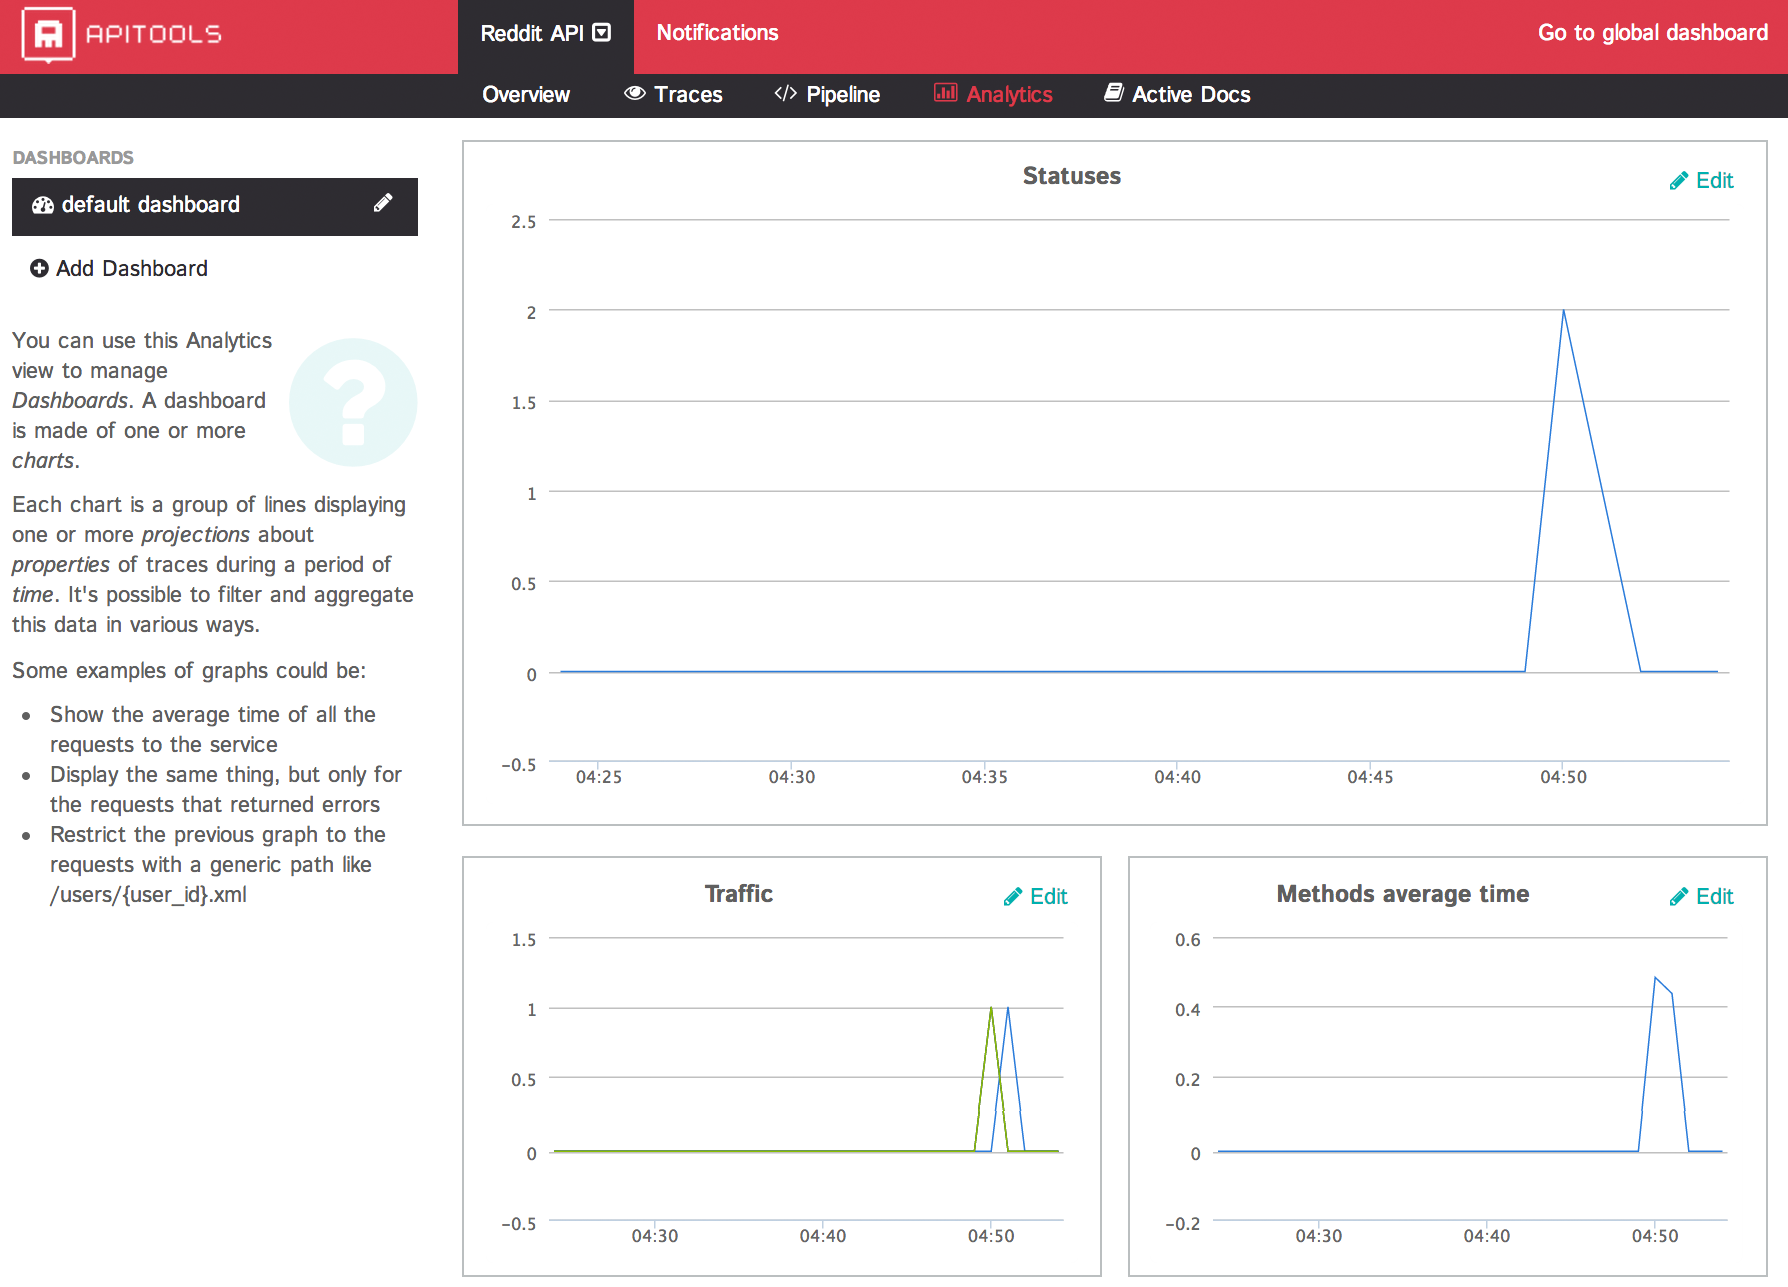 APITOOLS
Reddit API
Notifications
Go to global dashboard
Overview
Traces
</> Pipeline
Analytics
Active Docs
DASHBOARDS
default dashboard
Add Dashboard
You can use this Analytics
view to manage
Dashboards. A dashboard
is made of one or more
charts.
?
Each chart is a group of lines displaying
one or more projections about
properties of traces during a period of
time. It's possible to filter and aggregate
this data in various ways.
Some examples of graphs could be:
• Show the average time of all the
requests to the service
• Display the same thing, but only for
the requests that returned errors
• Restrict the previous graph to the
requests with a generic path like
/users/{user_id}.xml
Statuses
Edit
2.5
2
1.5
1
0.5
0
-0.5
04:25 04:30 04:35 04:40 04:45 04:50
Traffic
Edit
1.5
1
0.5
0
-0.5
04:30 04:40 04:50
Methods average time
Edit
0.6
0.4
0.2
0
-0.2
04:30 04:40 04:50